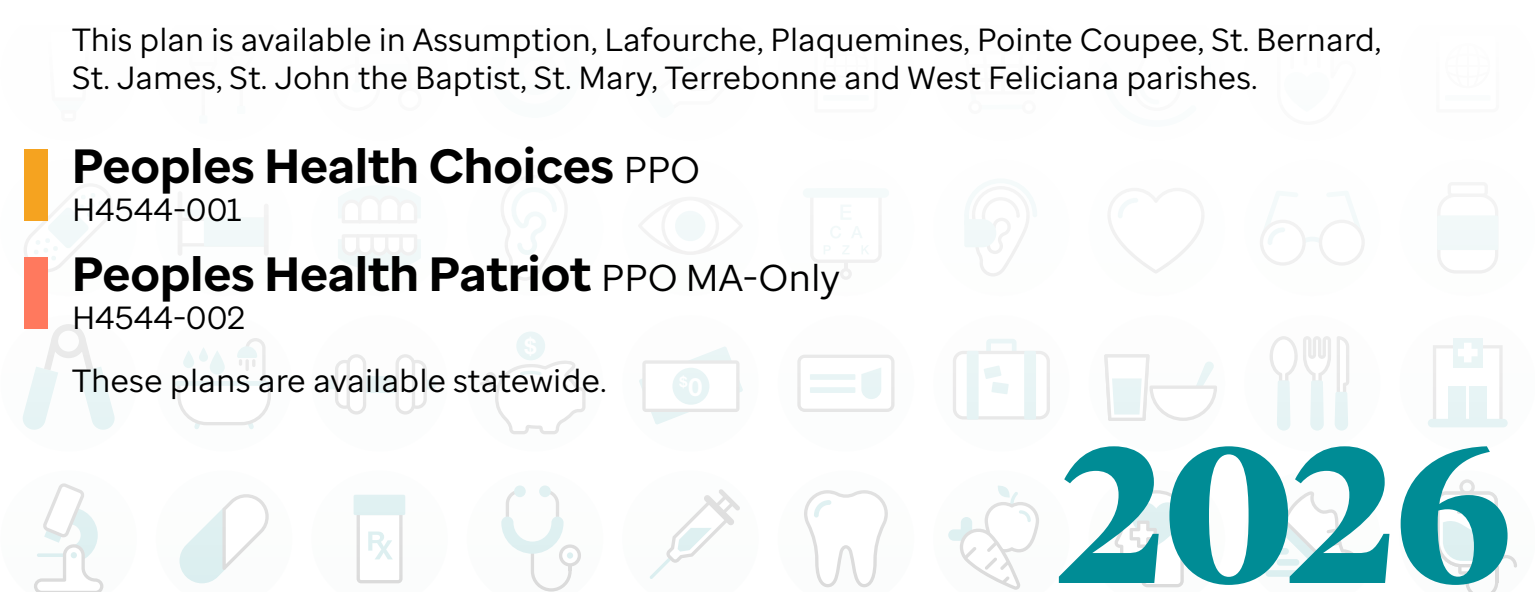 This plan is available in Assumption, Lafourche, Plaquemines, Pointe Coupee, St. Bernard,
St. James, St. John the Baptist, St. Mary, Terrebonne and West Feliciana parishes.
Peoples Health Choices PPO
H4544-001
E
C A
P Z K
Peoples Health Patriot PPO MA-Only
H4544-002
$
$0
These plans are available statewide.
2026
Rx